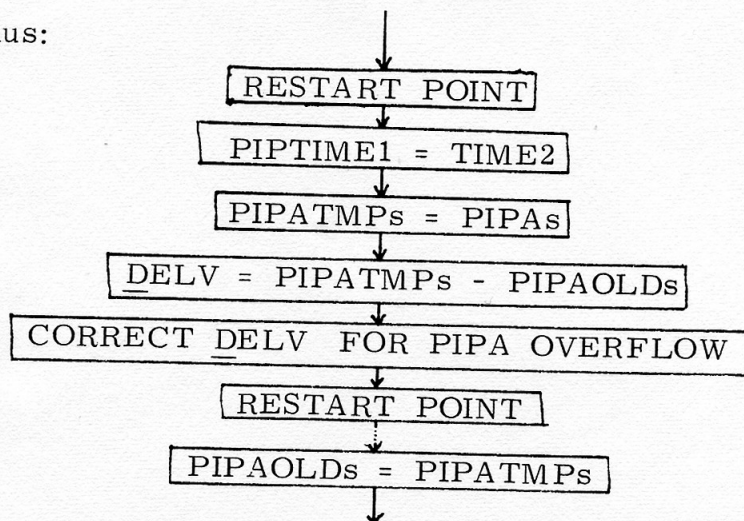 us:
RESTART POINT
PIPTIME1 = TIME2
PIPATMPs = PIPAs
DELV = PIPATMPs - PIPAOLDs
CORRECT DELV FOR PIPA OVERFLOW
RESTART POINT
PIPAOLDs = PIPATMPs